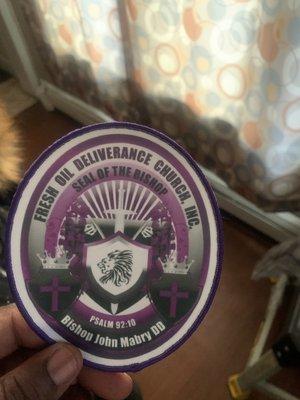 FRESH OIL DELIVERANCE CHURCH, INC.
SEAL OF THE BISHOP
PSALM 92:10
Bishop John Mabry DD